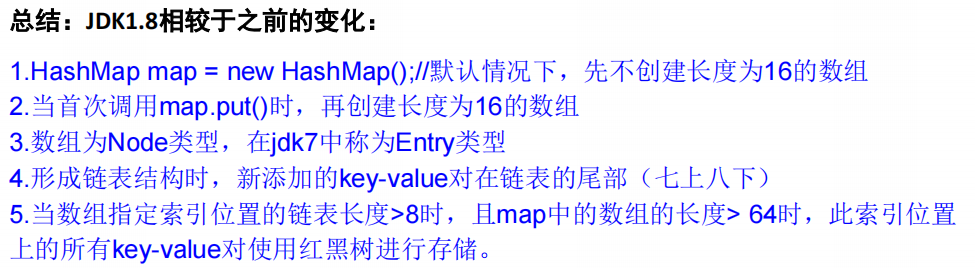 总结：JDK1.8相较于之前的变化：
1.HashMap map = new HashMap();//默认情况下，先不创建长度为16的数组
2.当首次调用map.put()时，再创建长度为16的数组
3.数组为Node类型，在jdk7中称为Entry类型
4.形成链表结构时，新添加的key-value对在链表的尾部（七上八下）
5.当数组指定索引位置的链表长度>8时，且map中的数组的长度> 64时，此索引位置
上的所有key-value对使用红黑树进行存储。